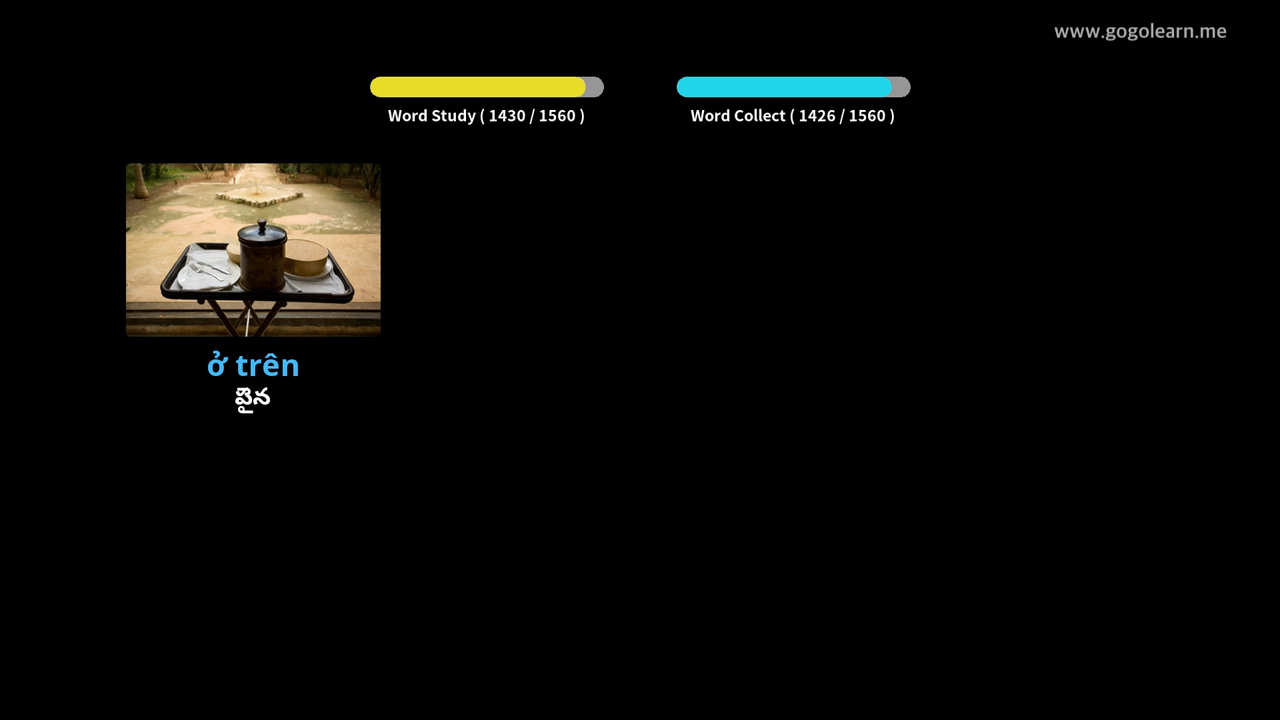 www.gogolearn.me
Word Study ( 1430 / 1560 )
Word Collect ( 1426 / 1560 )
ở trên
పైన